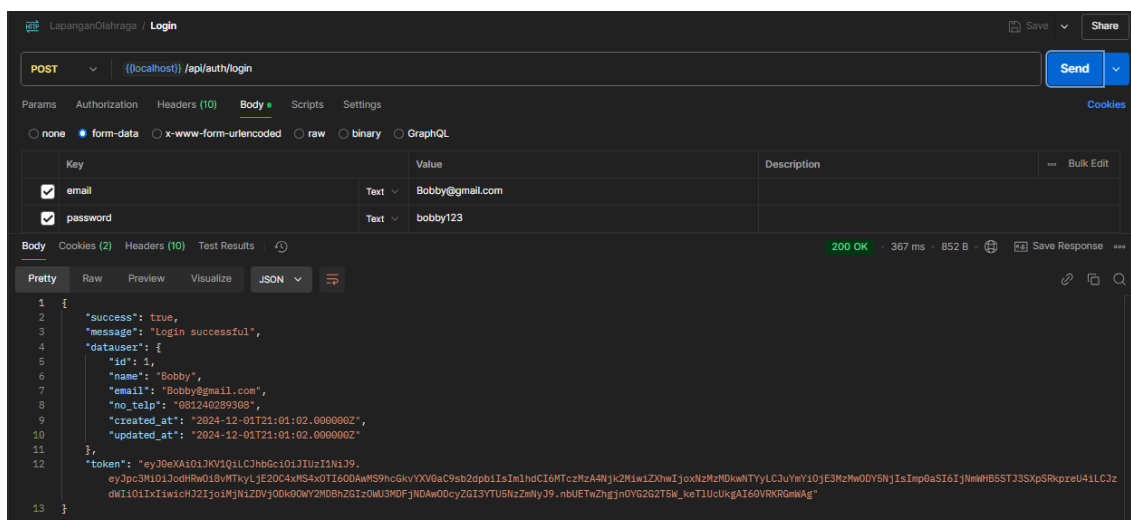 HTTP LapanganOlahraga / Login Save Share
POST {{localhost}} /api/auth/login Send
Params Authorization Headers (10) Body Scripts Settings Cookies
none form-data x-www-form-urlencoded raw binary GraphQL
Key Value Description Bulk Edit
email Text Bobby@gmail.com
password Text bobby123
Body Cookies (2) Headers (10) Test Results 200 OK 367 ms 852 B Save Response
Pretty Raw Preview Visualize JSON
1 {
2 "success": true,
3 "message": "Login successful",
4 "datauser": {
5 "id": 1,
6 "name": "Bobby",
7 "email": "Bobby@gmail.com",
8 "no_telp": "081240289308",
9 "created_at": "2024-12-01T21:01:02.000000Z",
10 "updated_at": "2024-12-01T21:01:02.000000Z"
11 },
12 "token": "eyJ0eXAiOiJKV1QiLCJhbGciOiJIUzI1NiJ9.
13 }